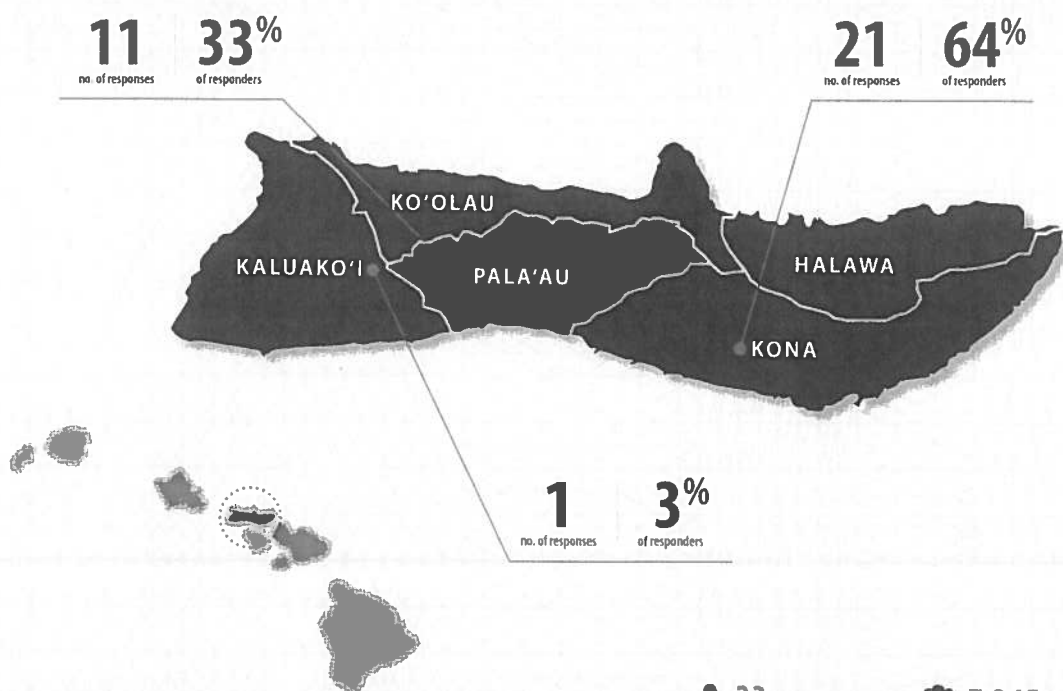 11 33%
no. of responses of responders
21 64%
no. of responses of responders
KO'OLAU
KALUAKO'I
PALA'AU
HALAWA
KONA
1 3%
no. of responses of responders